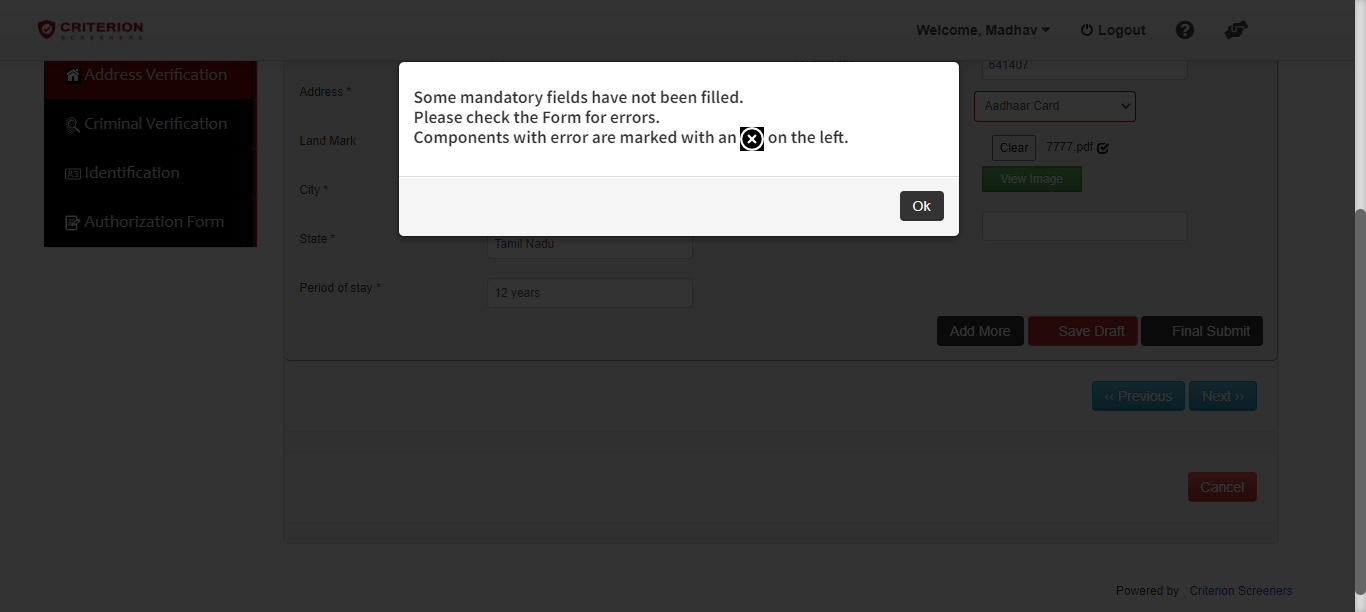 CRITERION
SCREENERS
Welcome, Madhav
Logout
Address Verification
Criminal Verification
Identification
Authorization Form
Address *
Land Mark
City *
State *
Tamil Nadu
Period of stay *
12 years
641407
Aadhaar Card
Clear
7777.pdf
View Image
Some mandatory fields have not been filled.
Please check the Form for errors.
Components with error are marked with an on the left.
Ok
Add More
Save Draft
Final Submit
‹‹ Previous
Next ››
Cancel
Powered by Criterion Screeners